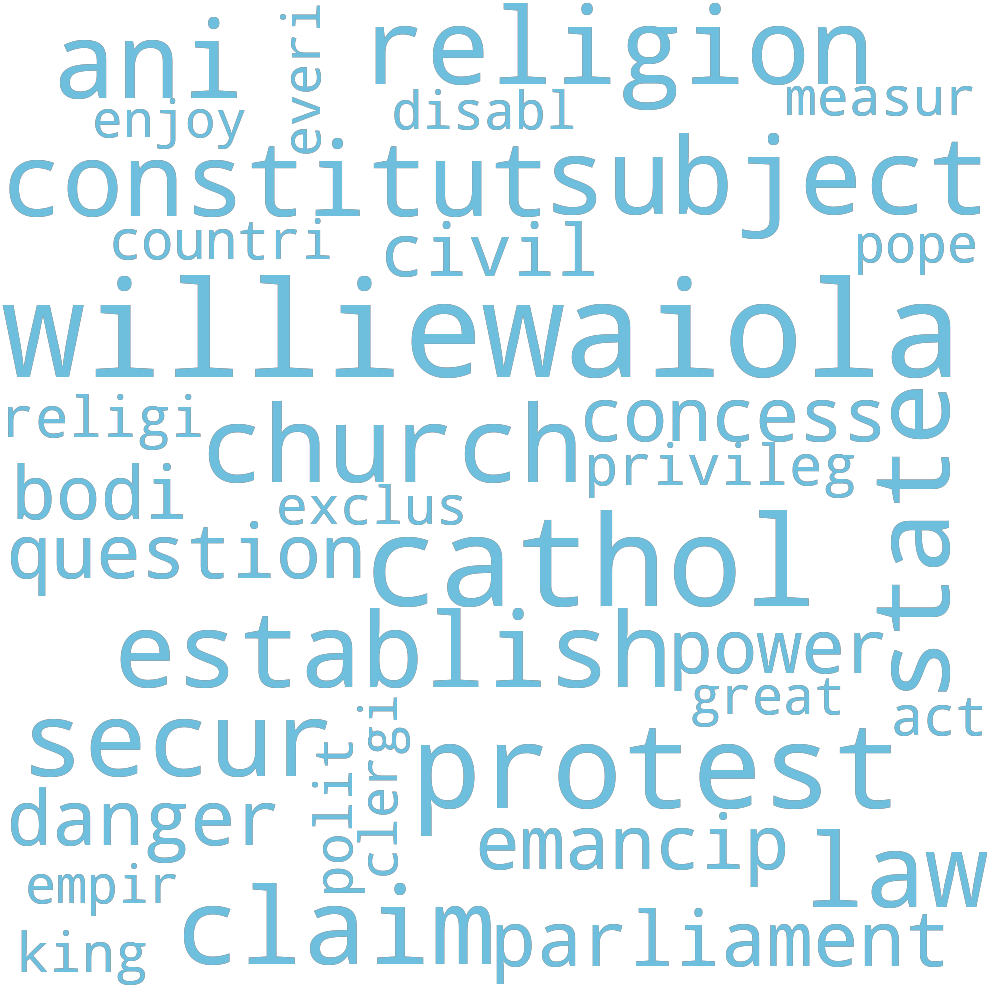 ani
everi
religion
enjoy
disabl
measur
constitut
subject
countri
civil
pope
williewaiola
religi
church
concess
state
bodi
exclus
privileg
question
cathol
establish
power
great
act
secur
polit
clergi
protest
danger
emancip
law
empir
claim
parliament
king